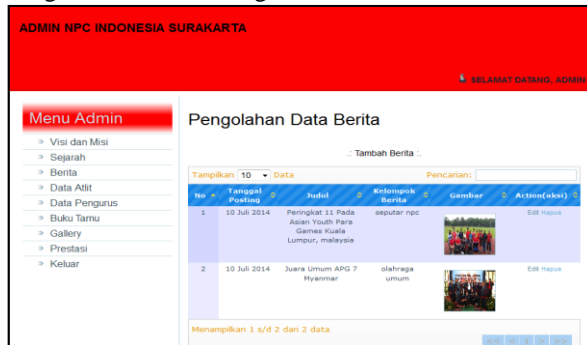 ADMIN NPC INDONESIA SURAKARTA
SELAMAT DATANG, ADMIN
Menu Admin
» Visi dan Misi
» Sejarah
» Berita
» Data Atlit
» Data Pengurus
» Buku Tamu
» Gallery
» Prestasi
» Keluar
Pengolahan Data Berita
.: Tambah Berita :.
Tampilkan 10 Data Pencarian:
No Tanggal Posting Judul Kelompok Berita Gambar Action(aksi)
1 10 Juli 2014 Peringkat 11 Pada Asian Youth Para Games Kuala Lumpur, malaysia seputar npc Edit Hapus
2 10 Juli 2014 Juara Umum APG 7 Myanmar olahraga umum Edit Hapus
Menampilkan 1 s/d 2 dari 2 data
<< < 1 > >>